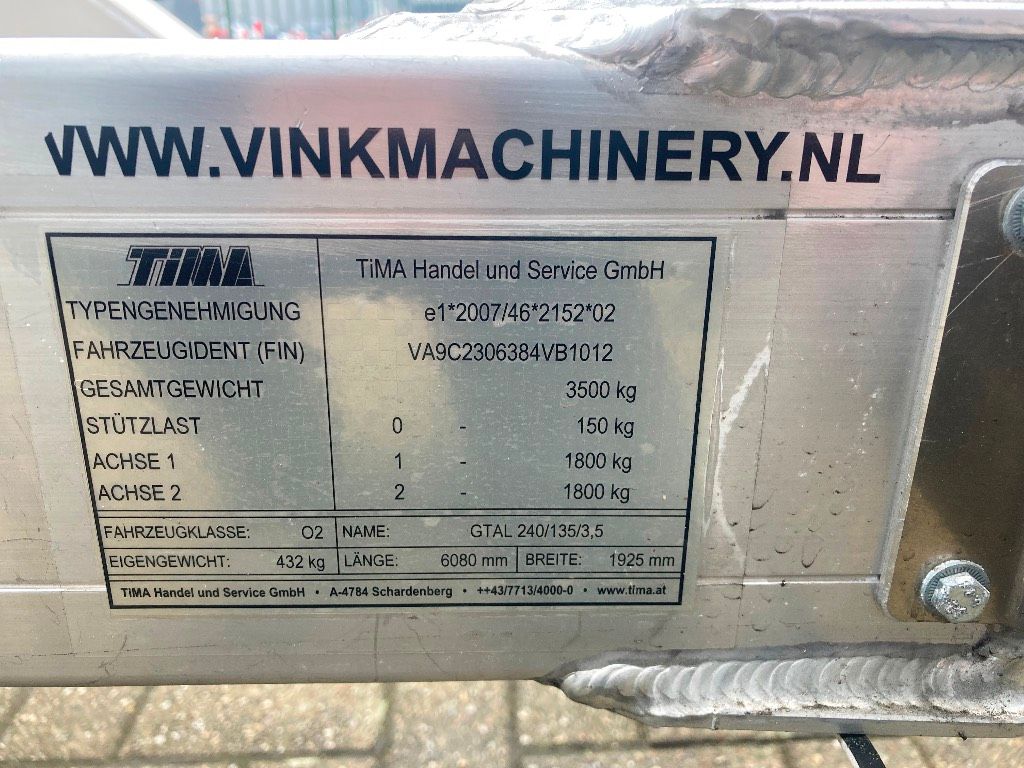 WWW.VINKMACHINERY.NL
TiMA TiMA Handel und Service GmbH
TYPENGENEHMIGUNG e1*2007/46*2152*02
FAHRZEUGIDENT (FIN) VA9C2306384VB1012
GESAMTGEWICHT 3500 kg
STÜTZLAST 0 - 150 kg
ACHSE 1 1 - 1800 kg
ACHSE 2 2 - 1800 kg
FAHRZEUGKLASSE: O2 NAME: GTAL 240/135/3,5
EIGENGEWICHT: 432 kg LÄNGE: 6080 mm BREITE: 1925 mm
TiMA Handel und Service GmbH • A-4784 Schardenberg • ++43/7713/4000-0 • www.tima.at